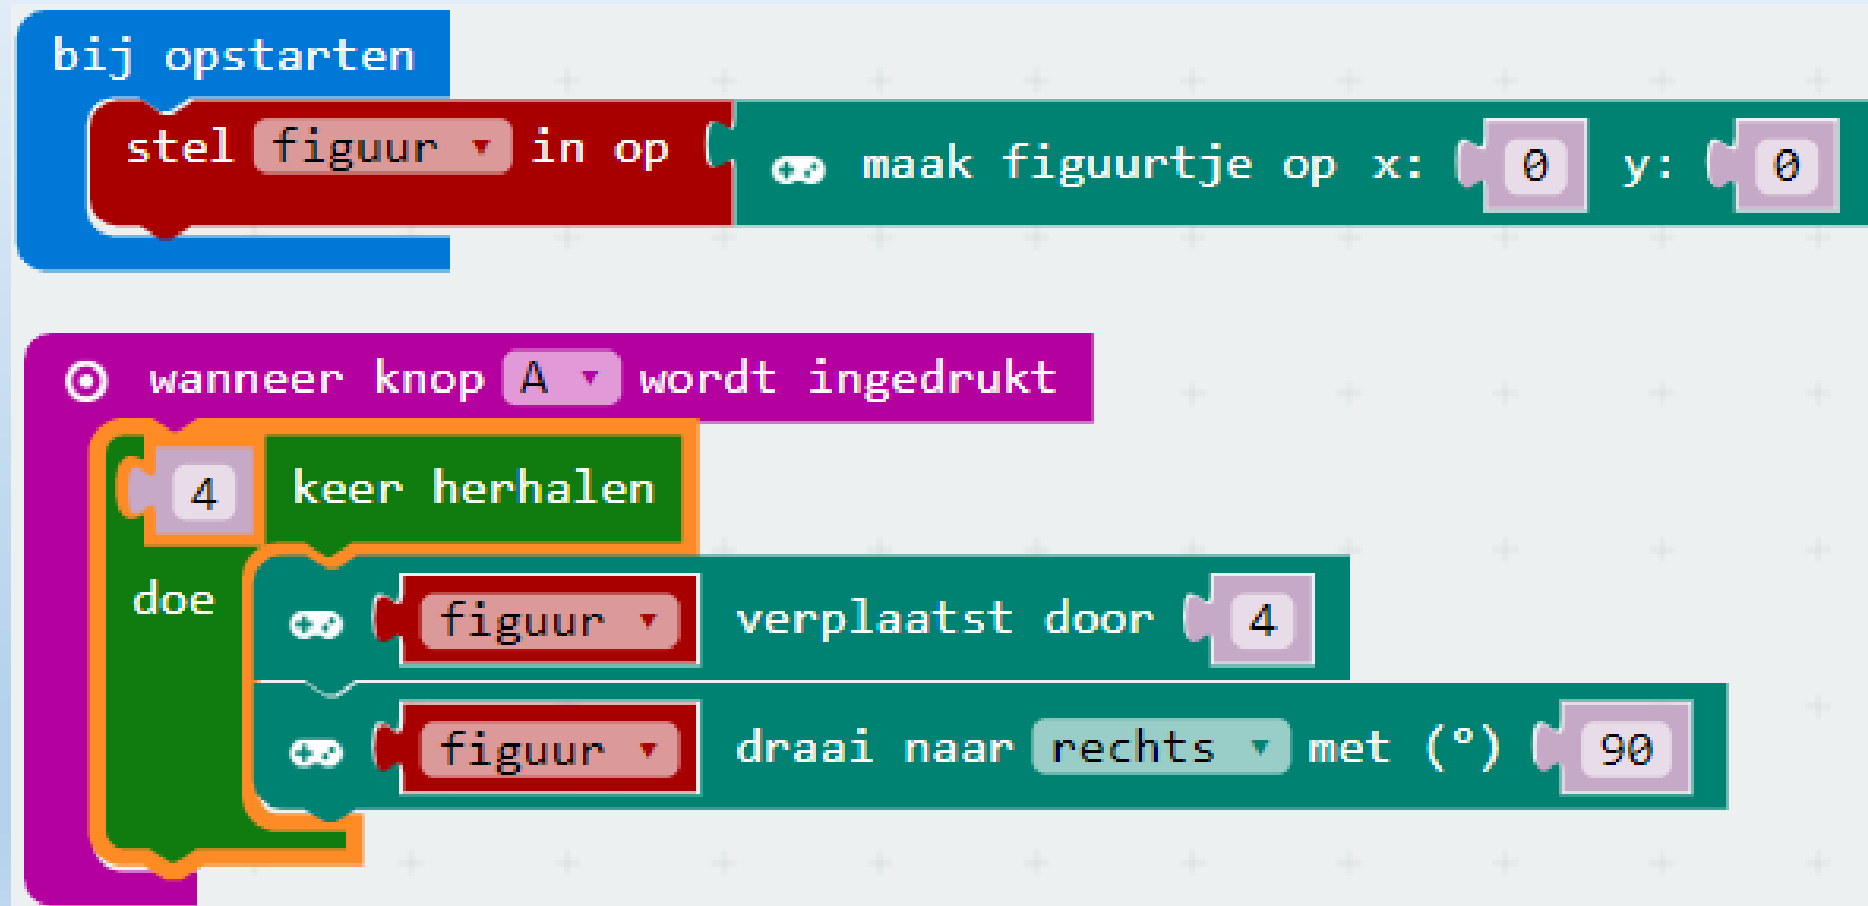 bij opstarten
stel figuur in op maak figuurtje op x: 0 y: 0
wanneer knop A wordt ingedrukt
4 keer herhalen
doe figuur verplaatst door 4
figuur draai naar rechts met (°) 90